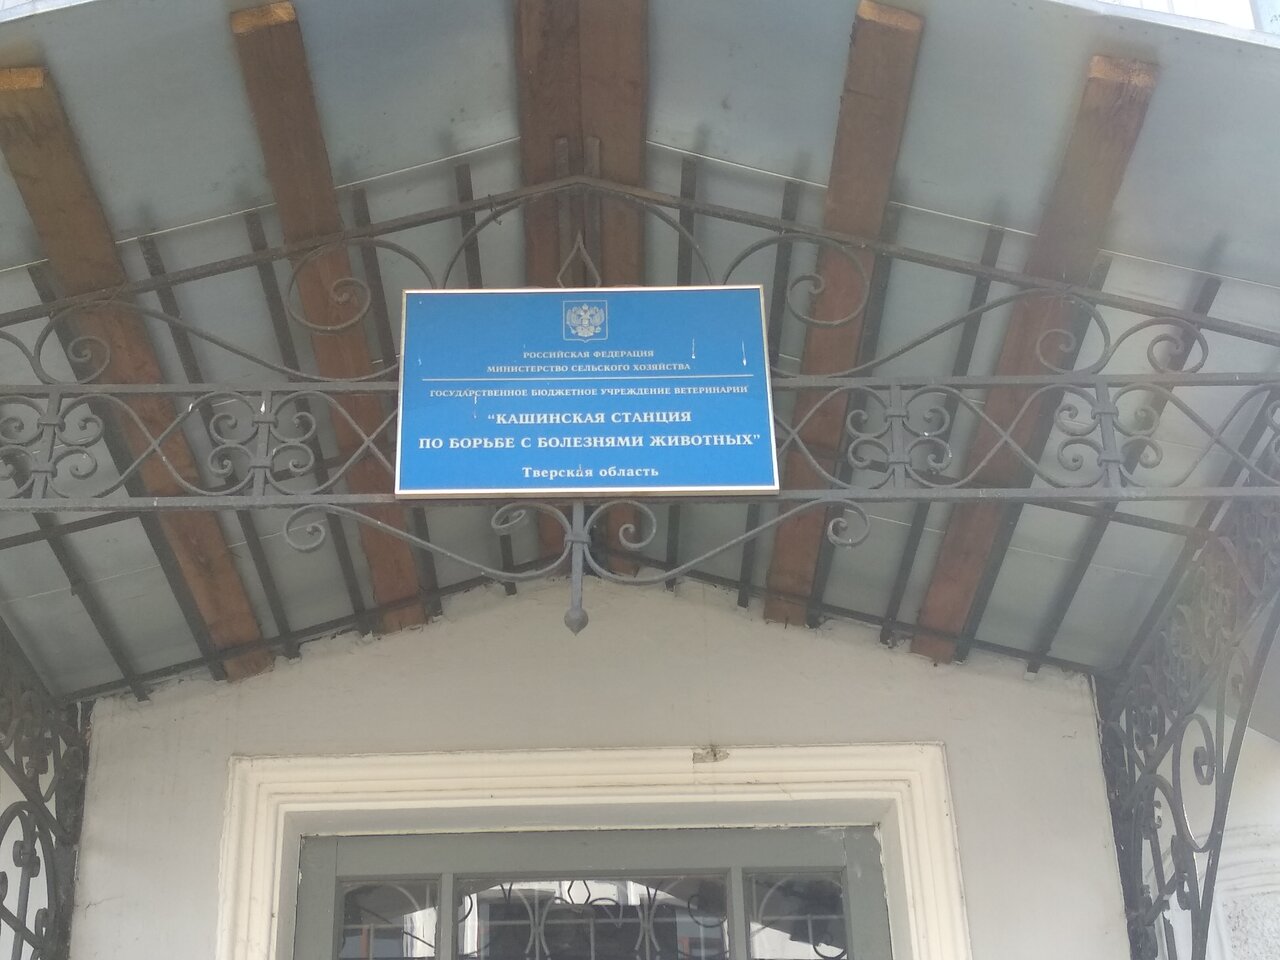 РОССИЙСКАЯ ФЕДЕРАЦИЯ
МИНИСТЕРСТВО СЕЛЬСКОГО ХОЗЯЙСТВА
ГОСУДАРСТВЕННОЕ БЮДЖЕТНОЕ УЧРЕЖДЕНИЕ ВЕТЕРИНАРИИ
“КАШИНСКАЯ СТАНЦИЯ
ПО БОРЬБЕ С БОЛЕЗНЯМИ ЖИВОТНЫХ”
Тверская область